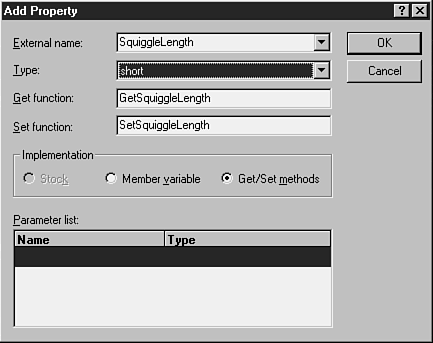 Add Property
External name: SquiggleLength OK
Type: short Cancel
Get function: GetSquiggleLength
Set function: SetSquiggleLength
Implementation
Stock Member variable Get/Set methods
Parameter list:
Name Type